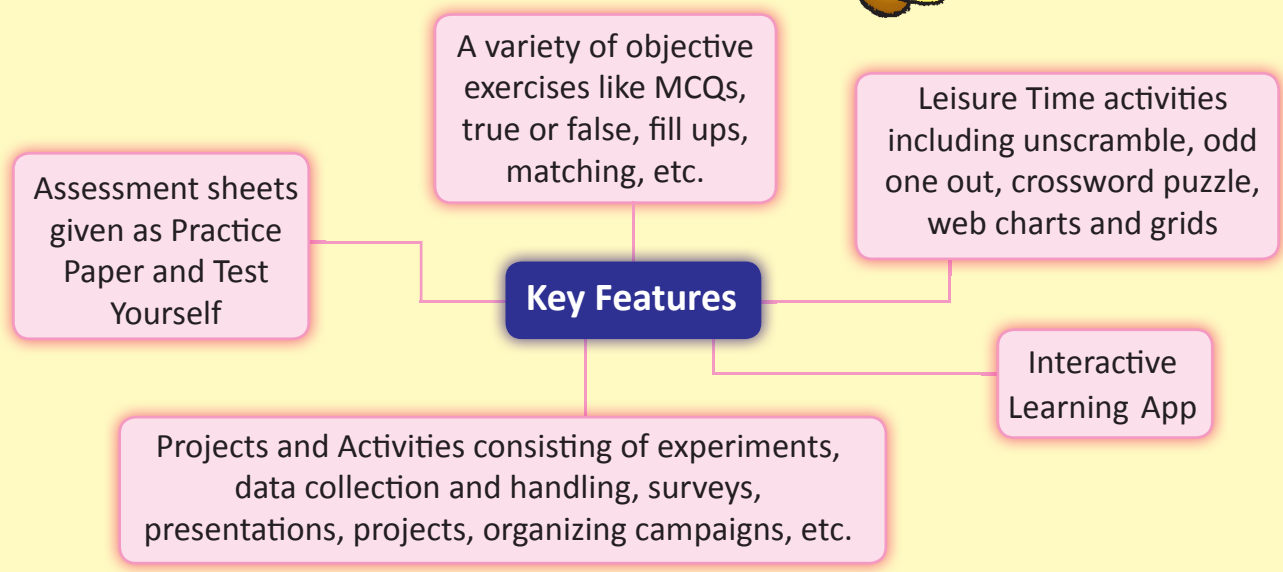 A variety of objective
exercises like MCQs,
true or false, fill ups,
matching, etc.
Leisure Time activities
including unscramble, odd
one out, crossword puzzle,
web charts and grids
Assessment sheets
given as Practice
Paper and Test
Yourself
Key Features
Interactive
Learning App
Projects and Activities consisting of experiments,
data collection and handling, surveys,
presentations, projects, organizing campaigns, etc.